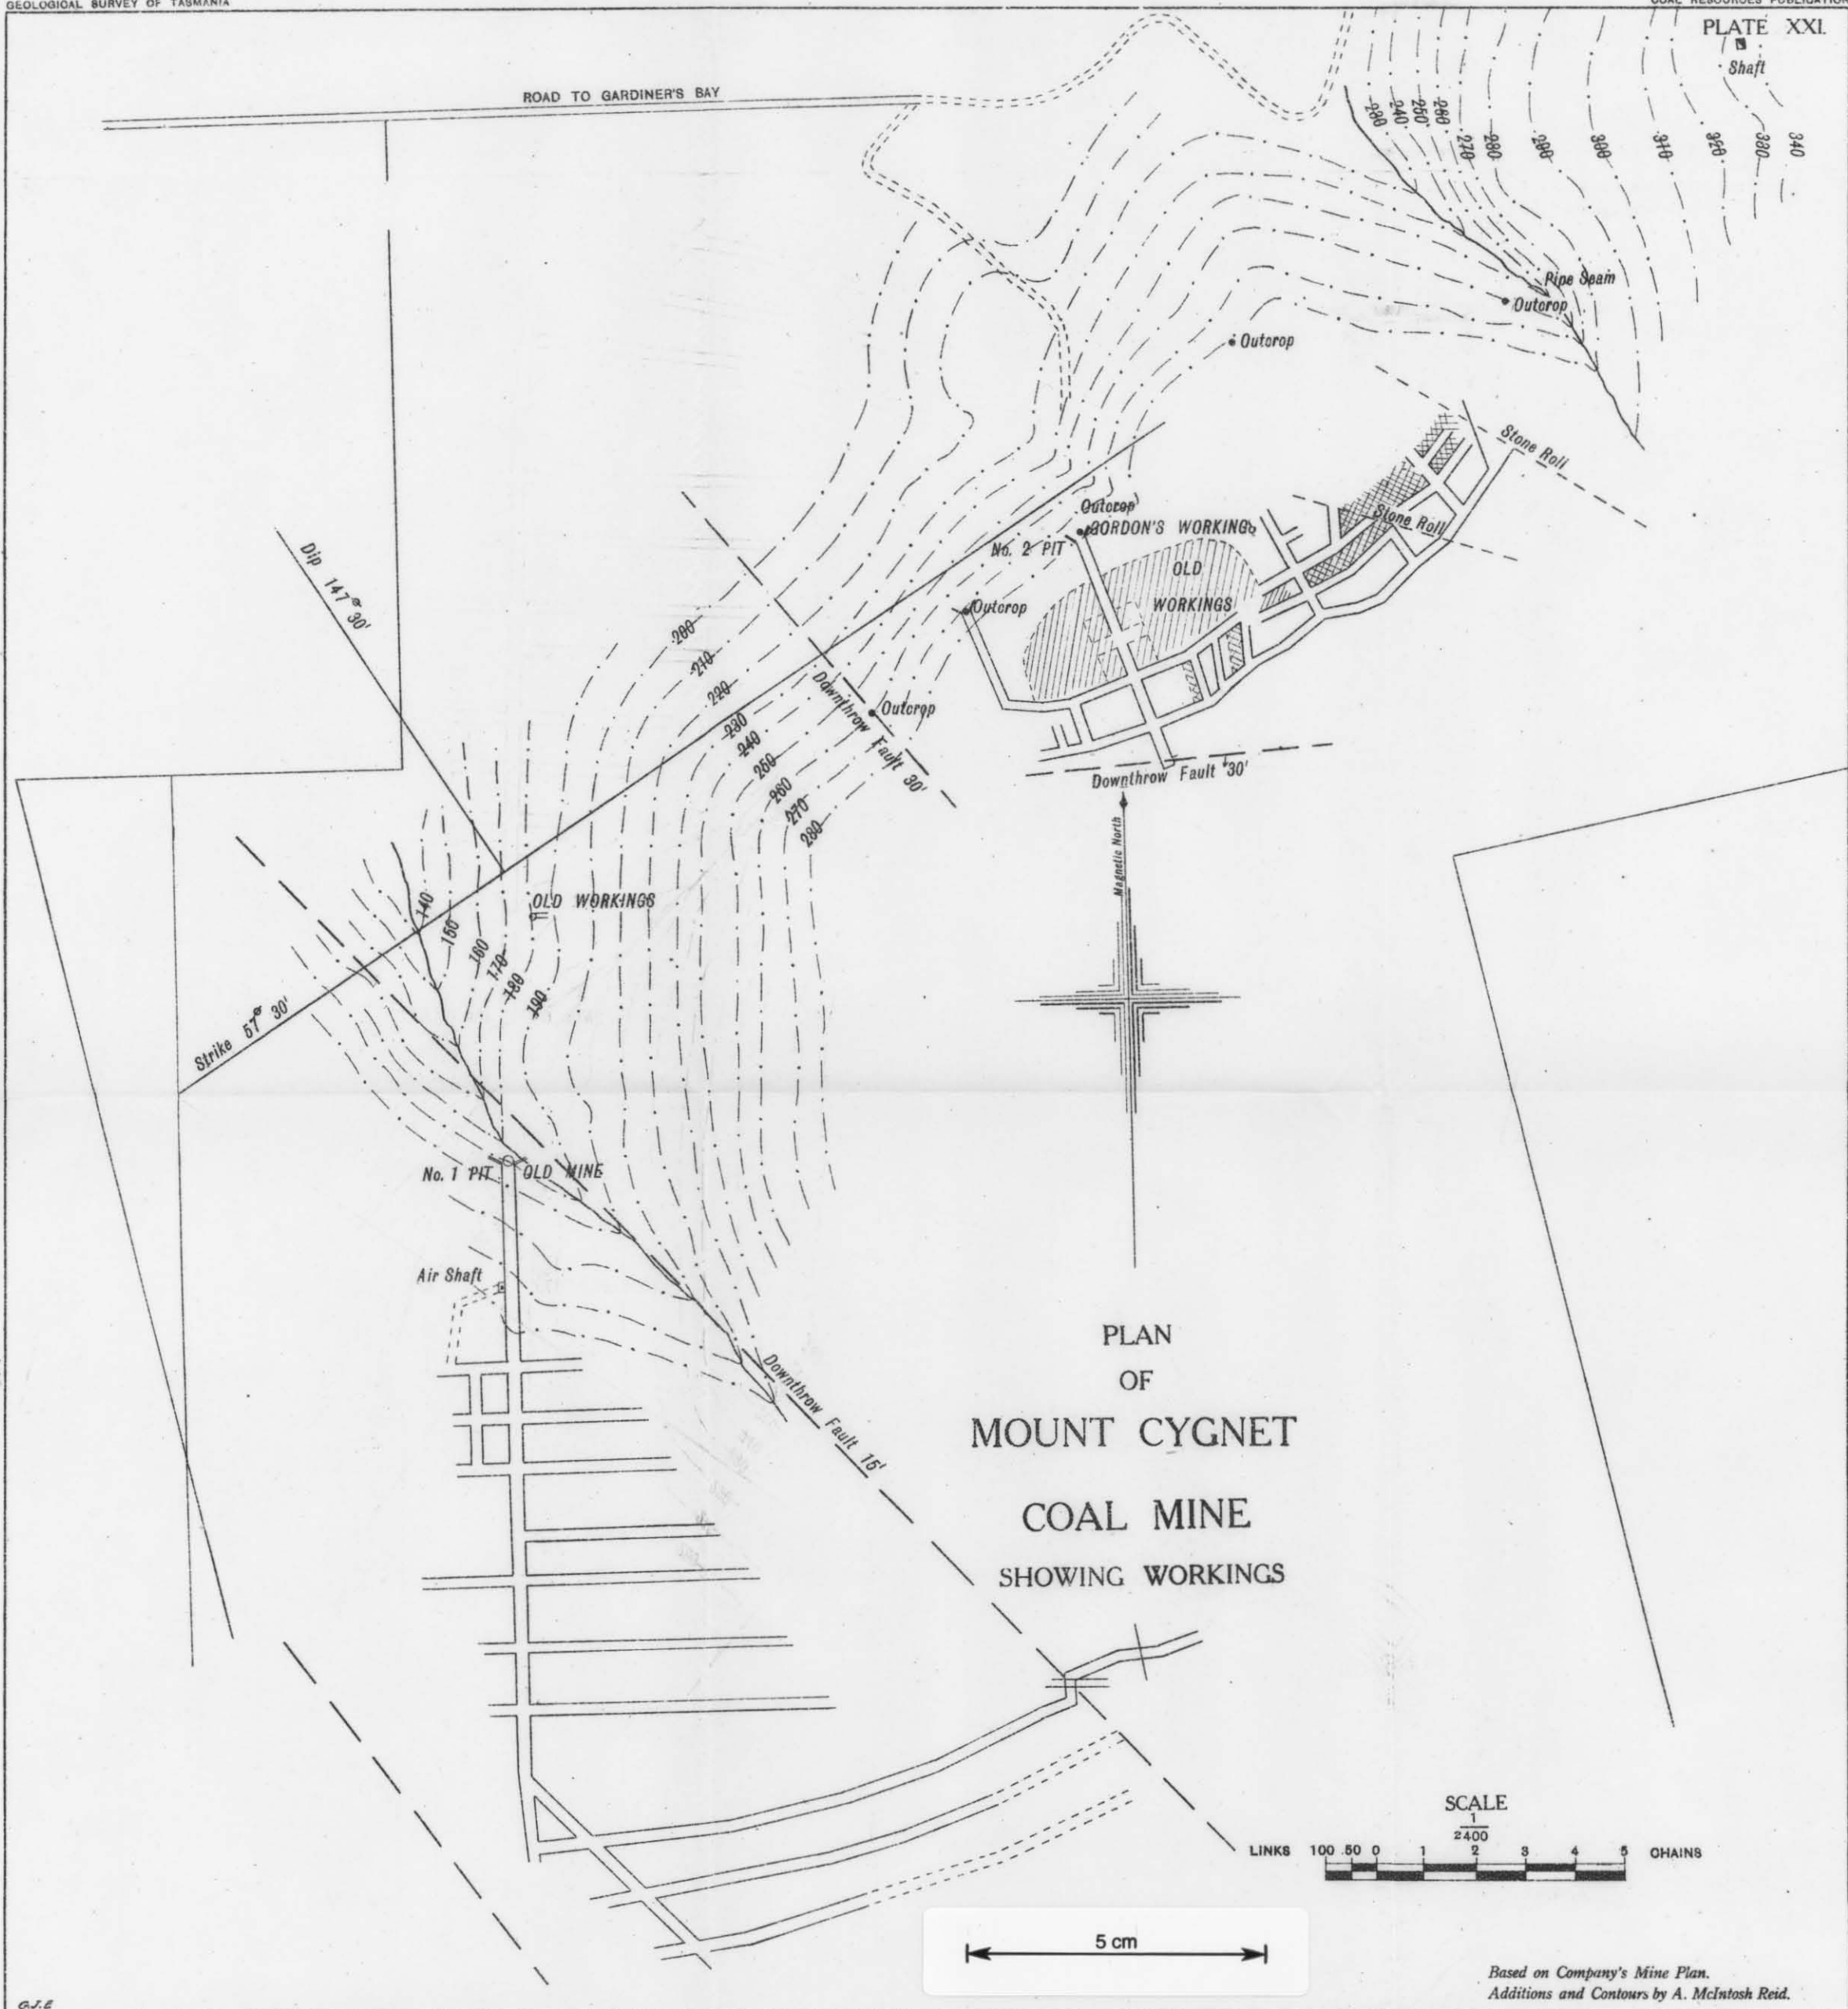 GEOLOGICAL SURVEY OF TASMANIA
COAL RESOURCES PUBLICATION
PLATE XXI.
Shaft
ROAD TO GARDINER'S BAY
230 240 250 260 270 280 290 300 310 320 330 340
Pipe Seam
Outcrop
Outcrop
Stone Roll
Stone Roll
Outcrop
GORDON'S WORKINGS
No. 2 PIT
OLD
WORKINGS
Outcrop
Dip 147° 30'
200
210
220
230
240
250
260
270
280
Downthrow Fault 30'
Outcrop
Downthrow Fault 30'
Magnetic North
OLD WORKINGS
140
150
160
170
180
190
Strike 57° 30'
No. 1 PIT OLD MINE
Air Shaft
Downthrow Fault 15'
PLAN
OF
MOUNT CYGNET
COAL MINE
SHOWING WORKINGS
SCALE
1
2400
LINKS 100 50 0 1 2 3 4 5 CHAINS
5 cm
Based on Company's Mine Plan.
Additions and Contours by A. McIntosh Reid.
G.J.E